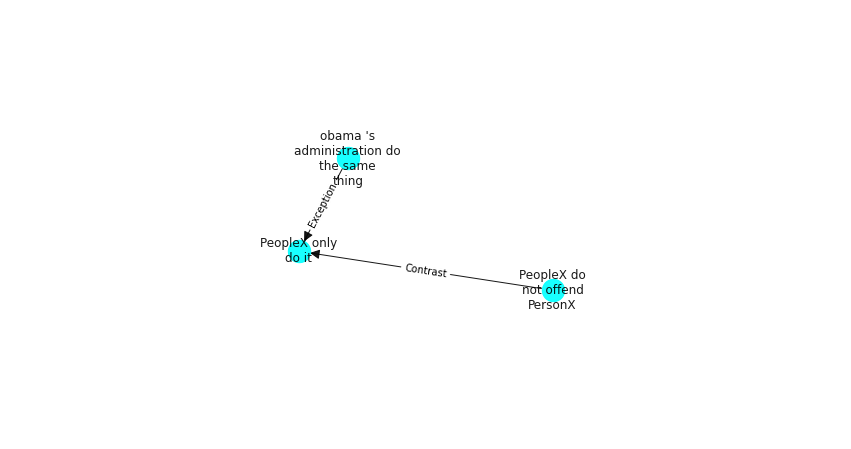 obama 's
administration do
the same
thing
Exception
PeopleX only
do it
Contrast
PeopleX do
not offend
PersonX